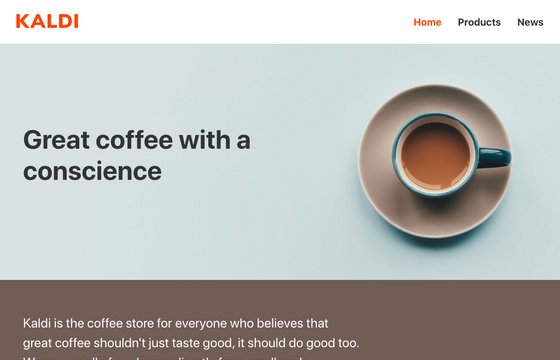 KALDI
Home Products News
Great coffee with a
conscience
Kaldi is the coffee store for everyone who believes that
great coffee shouldn't just taste good, it should do good too.